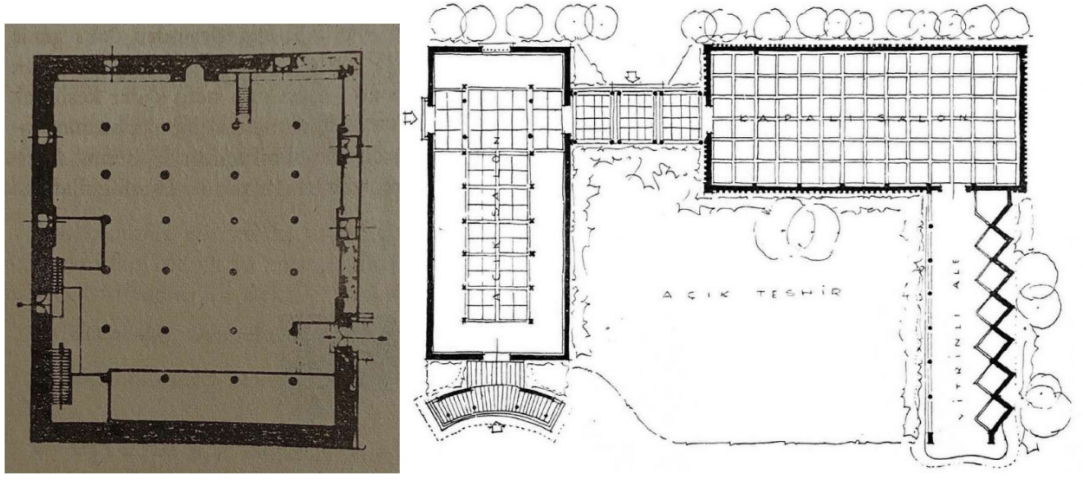 KAPALI SALON
AÇIK SALON
AÇIK TEŞHİR
VİTRİNLİ ALE